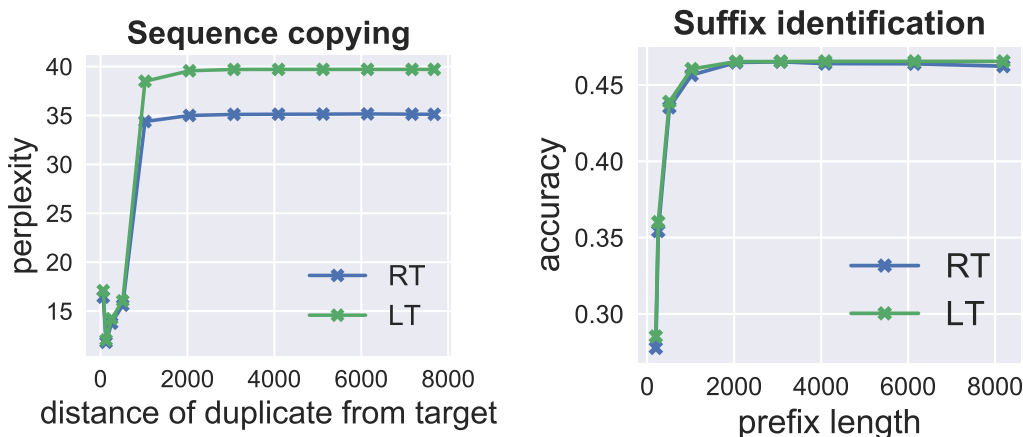 Sequence copying
perplexity
40
35
30
25
20
15
RT
LT
0 2000 4000 6000 8000
distance of duplicate from target
Suffix identification
accuracy
0.45
0.40
0.35
0.30
RT
LT
0 2000 4000 6000 8000
prefix length